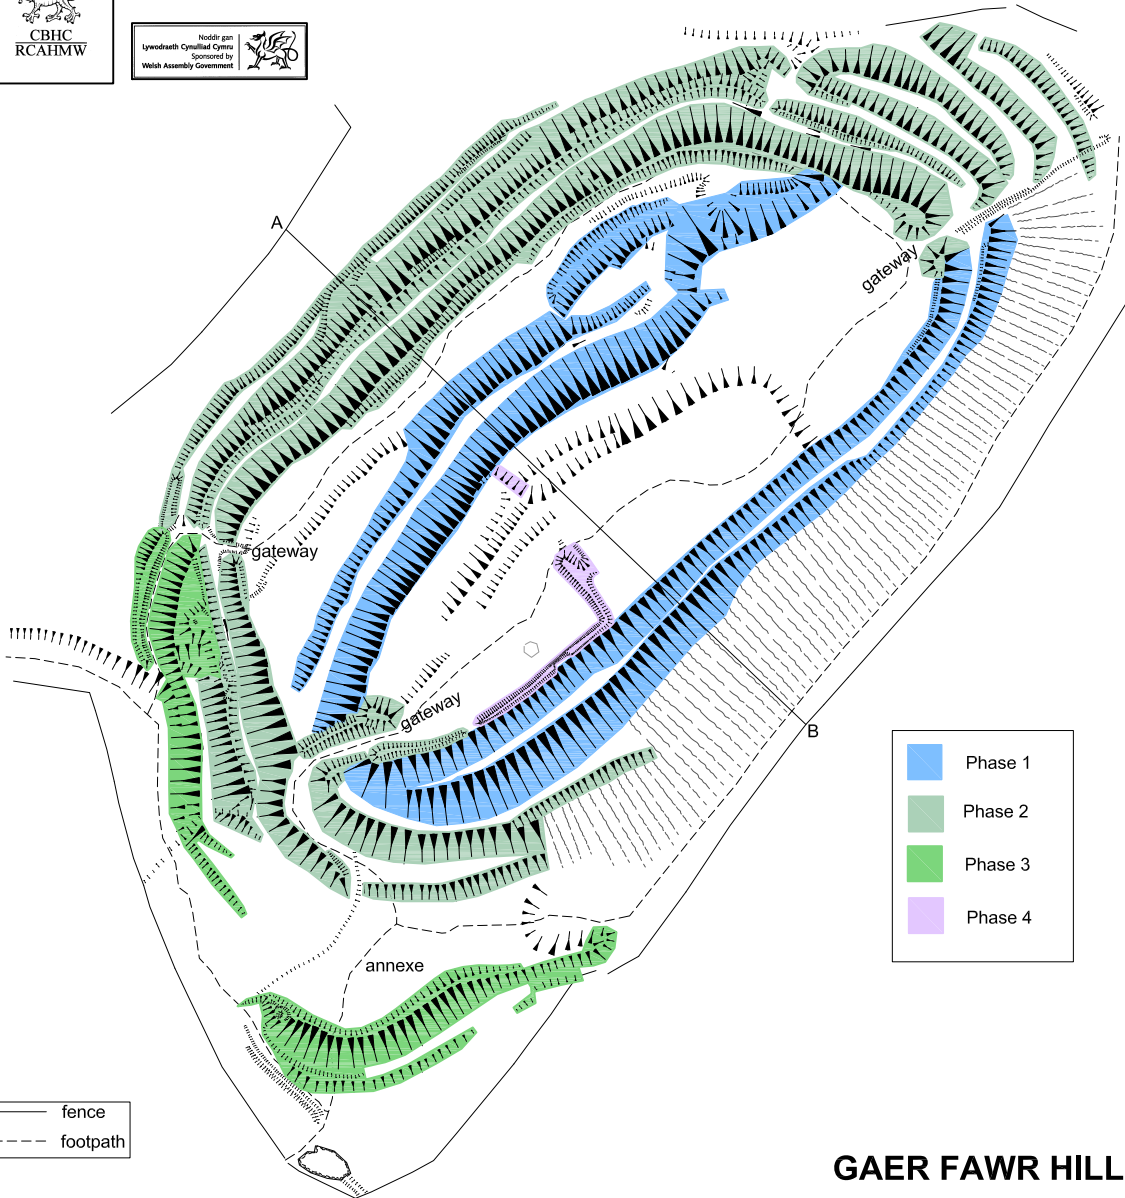 CBHC
RCAHMW
Noddir gan
Lywodraeth Cynulliad Cymru
Sponsored by
Welsh Assembly Government
A
gateway
gateway
gateway
B
Phase 1
Phase 2
Phase 3
Phase 4
annexe
fence
footpath
GAER FAWR HILL